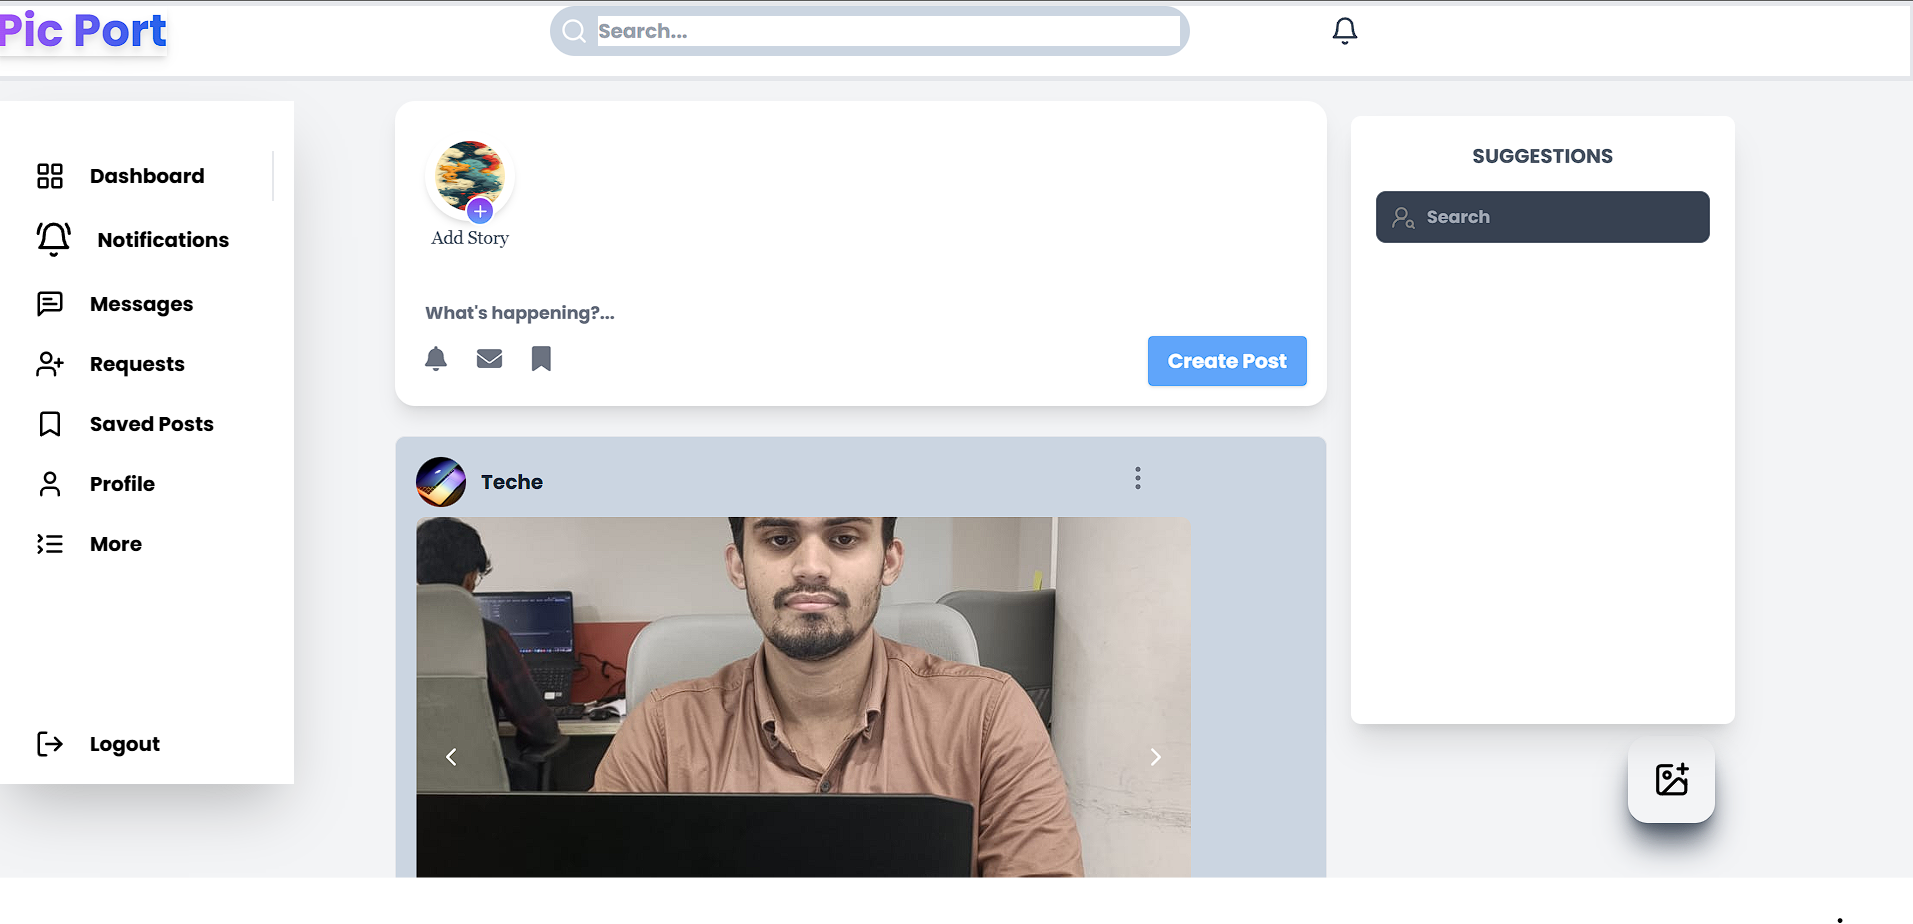 Pic Port
Search...
Dashboard
Notifications
Messages
Requests
Saved Posts
Profile
More
Logout
Add Story
What's happening?...
Create Post
Teche
SUGGESTIONS
Search